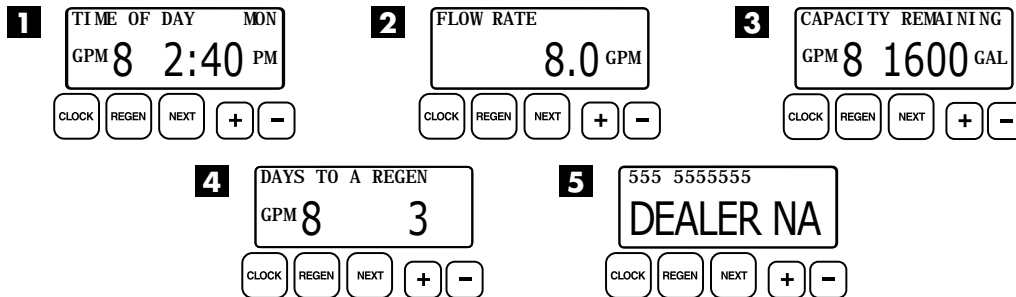 1
TIME OF DAY MON
GPM 8 2:40 PM
CLOCK REGEN NEXT + −
2
FLOW RATE
8.0 GPM
CLOCK REGEN NEXT + −
3
CAPACITY REMAINING
GPM 8 1600 GAL
CLOCK REGEN NEXT + −
4
DAYS TO A REGEN
GPM 8 3
CLOCK REGEN NEXT + −
5
555 5555555
DEALER NA
CLOCK REGEN NEXT + −